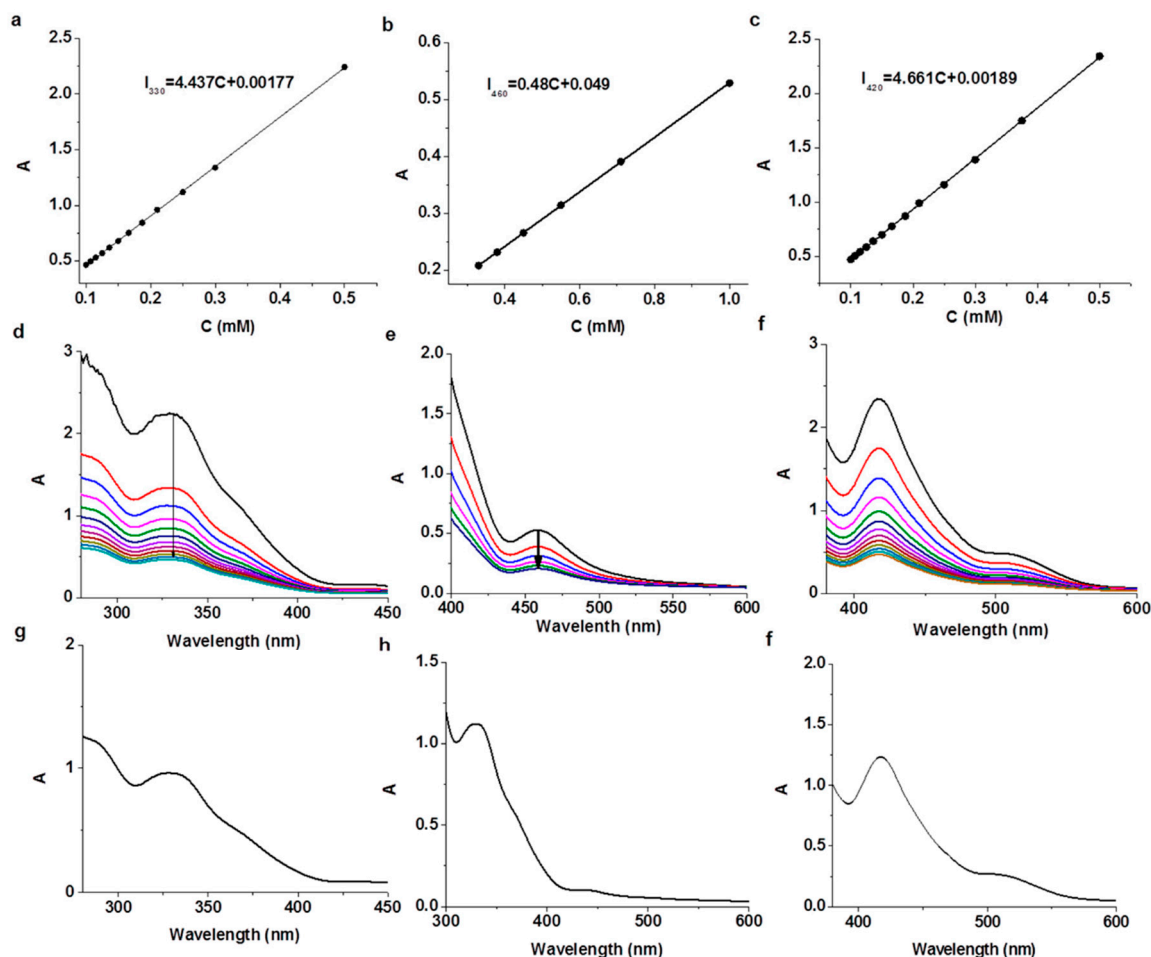 a
I330=4.437C+0.00177
A
2.5
2.0
1.5
1.0
0.5
0.1
0.2
0.3
0.4
0.5
C (mM)
b
I460=0.48C+0.049
A
0.6
0.5
0.4
0.3
0.2
0.4
0.6
0.8
1.0
C (mM)
c
I420=4.661C+0.00189
A
2.5
2.0
1.5
1.0
0.5
0.1
0.2
0.3
0.4
0.5
C (mM)
d
A
3
2
1
0
300
350
400
450
Wavelength (nm)
e
A
2.0
1.5
1.0
0.5
0.0
400
450
500
550
600
Wavelenth (nm)
f
A
3
2
1
0
400
500
600
Wavelength (nm)
g
A
2
1
0
300
350
400
450
Wavelength (nm)
h
A
1.5
1.0
0.5
0.0
300
400
500
600
Wavelength (nm)
f
A
2.0
1.5
1.0
0.5
0.0
400
500
600
Wavelength (nm)